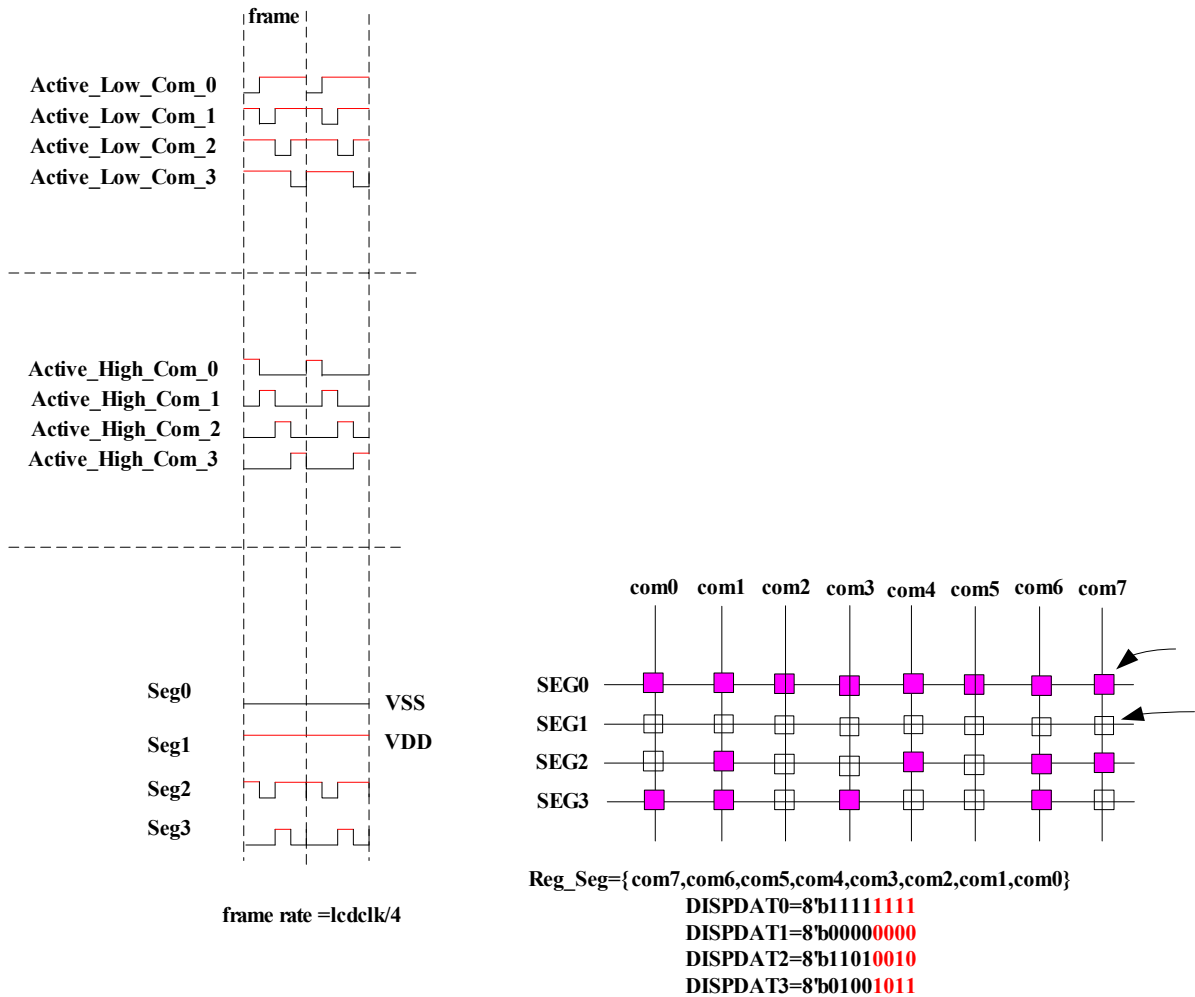 frame
Active_Low_Com_0
Active_Low_Com_1
Active_Low_Com_2
Active_Low_Com_3
Active_High_Com_0
Active_High_Com_1
Active_High_Com_2
Active_High_Com_3
Seg0 VSS
Seg1 VDD
Seg2
Seg3
frame rate =lcdclk/4
com0 com1 com2 com3 com4 com5 com6 com7
SEG0
SEG1
SEG2
SEG3
Reg_Seg={com7,com6,com5,com4,com3,com2,com1,com0}
DISPDAT0=8'b11111111
DISPDAT1=8'b00000000
DISPDAT2=8'b11010010
DISPDAT3=8'b01001011